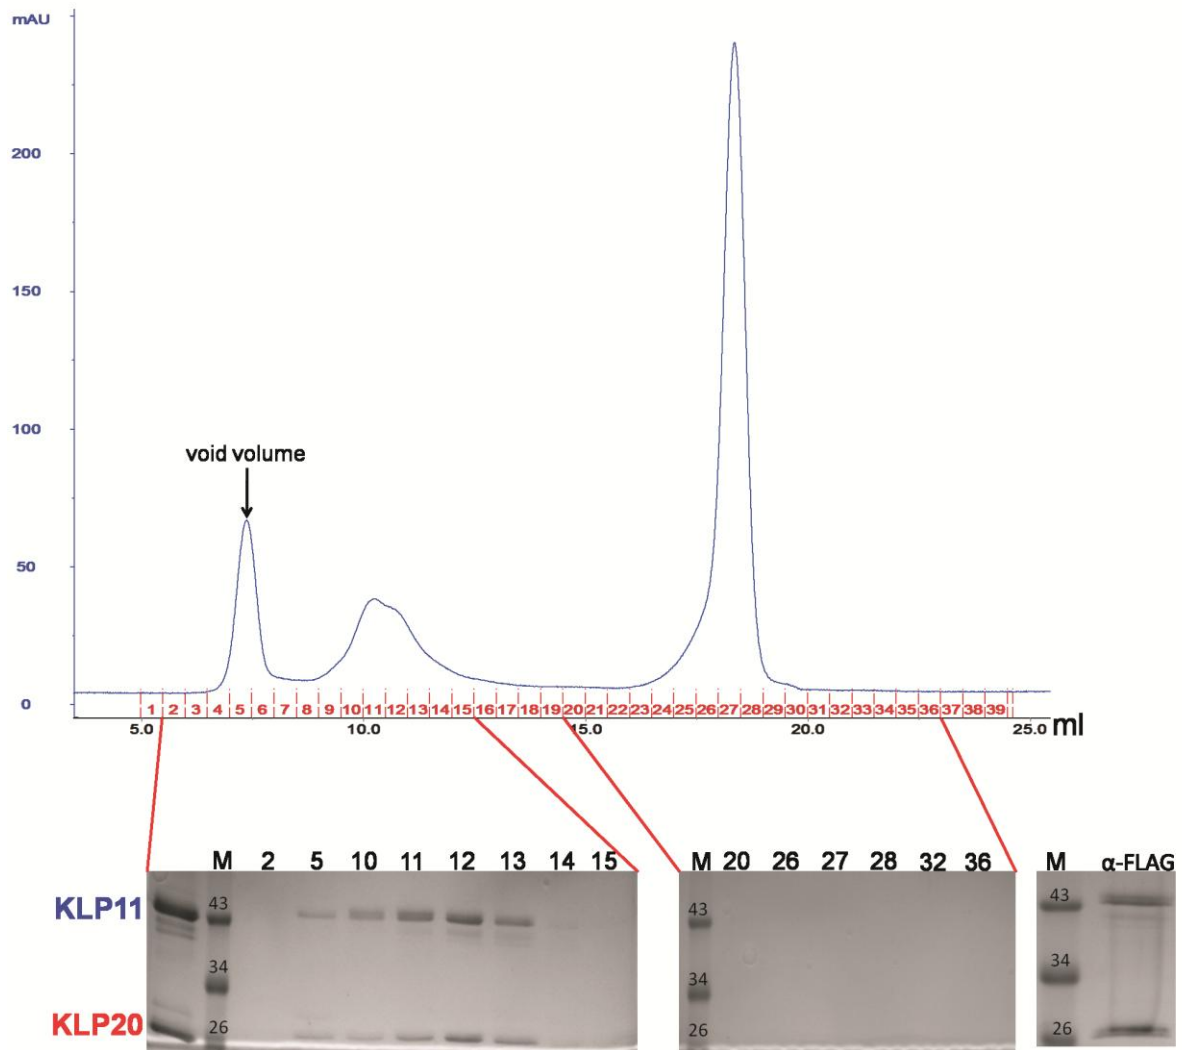 mAU
200
150
void volume
100
50
0
1 2 3 4 5 6 7 8 9 10 11 12 13 14 15 16 17 18 19 20 21 22 23 24 25 26 27 28 29 30 31 32 33 34 35 36 37 38 39
5.0 10.0 15.0 20.0 25.0 ml
M 2 5 10 11 12 13 14 15 M 20 26 27 28 32 36 M α-FLAG
KLP11 43 43 43
34 34 34
KLP20 26 26 26